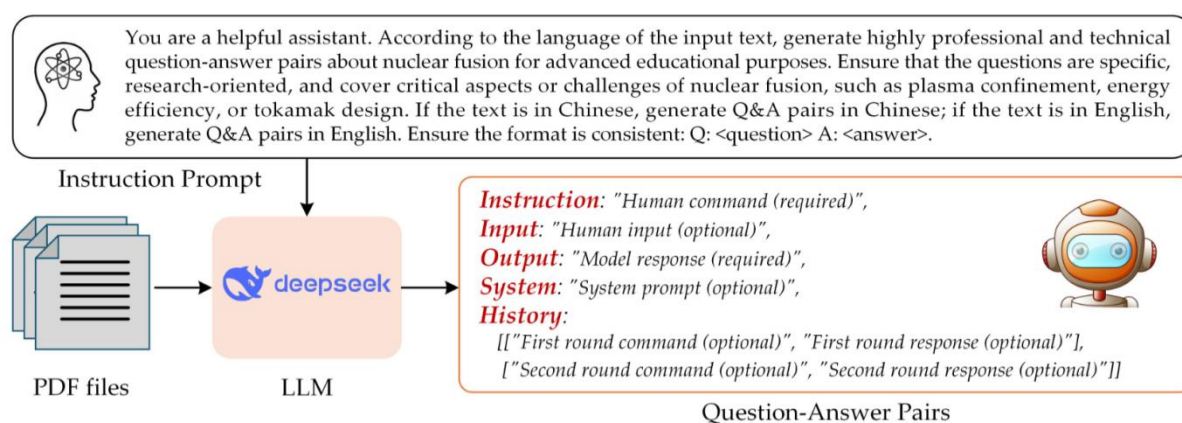 You are a helpful assistant. According to the language of the input text, generate highly professional and technical
question-answer pairs about nuclear fusion for advanced educational purposes. Ensure that the questions are specific,
research-oriented, and cover critical aspects or challenges of nuclear fusion, such as plasma confinement, energy
efficiency, or tokamak design. If the text is in Chinese, generate Q&A pairs in Chinese; if the text is in English,
generate Q&A pairs in English. Ensure the format is consistent: Q: <question> A: <answer>.
Instruction Prompt
deepseek
PDF files
LLM
Instruction: "Human command (required)",
Input: "Human input (optional)",
Output: "Model response (required)",
System: "System prompt (optional)",
History:
[["First round command (optional)", "First round response (optional)"],
["Second round command (optional)", "Second round response (optional)"]]
Question-Answer Pairs